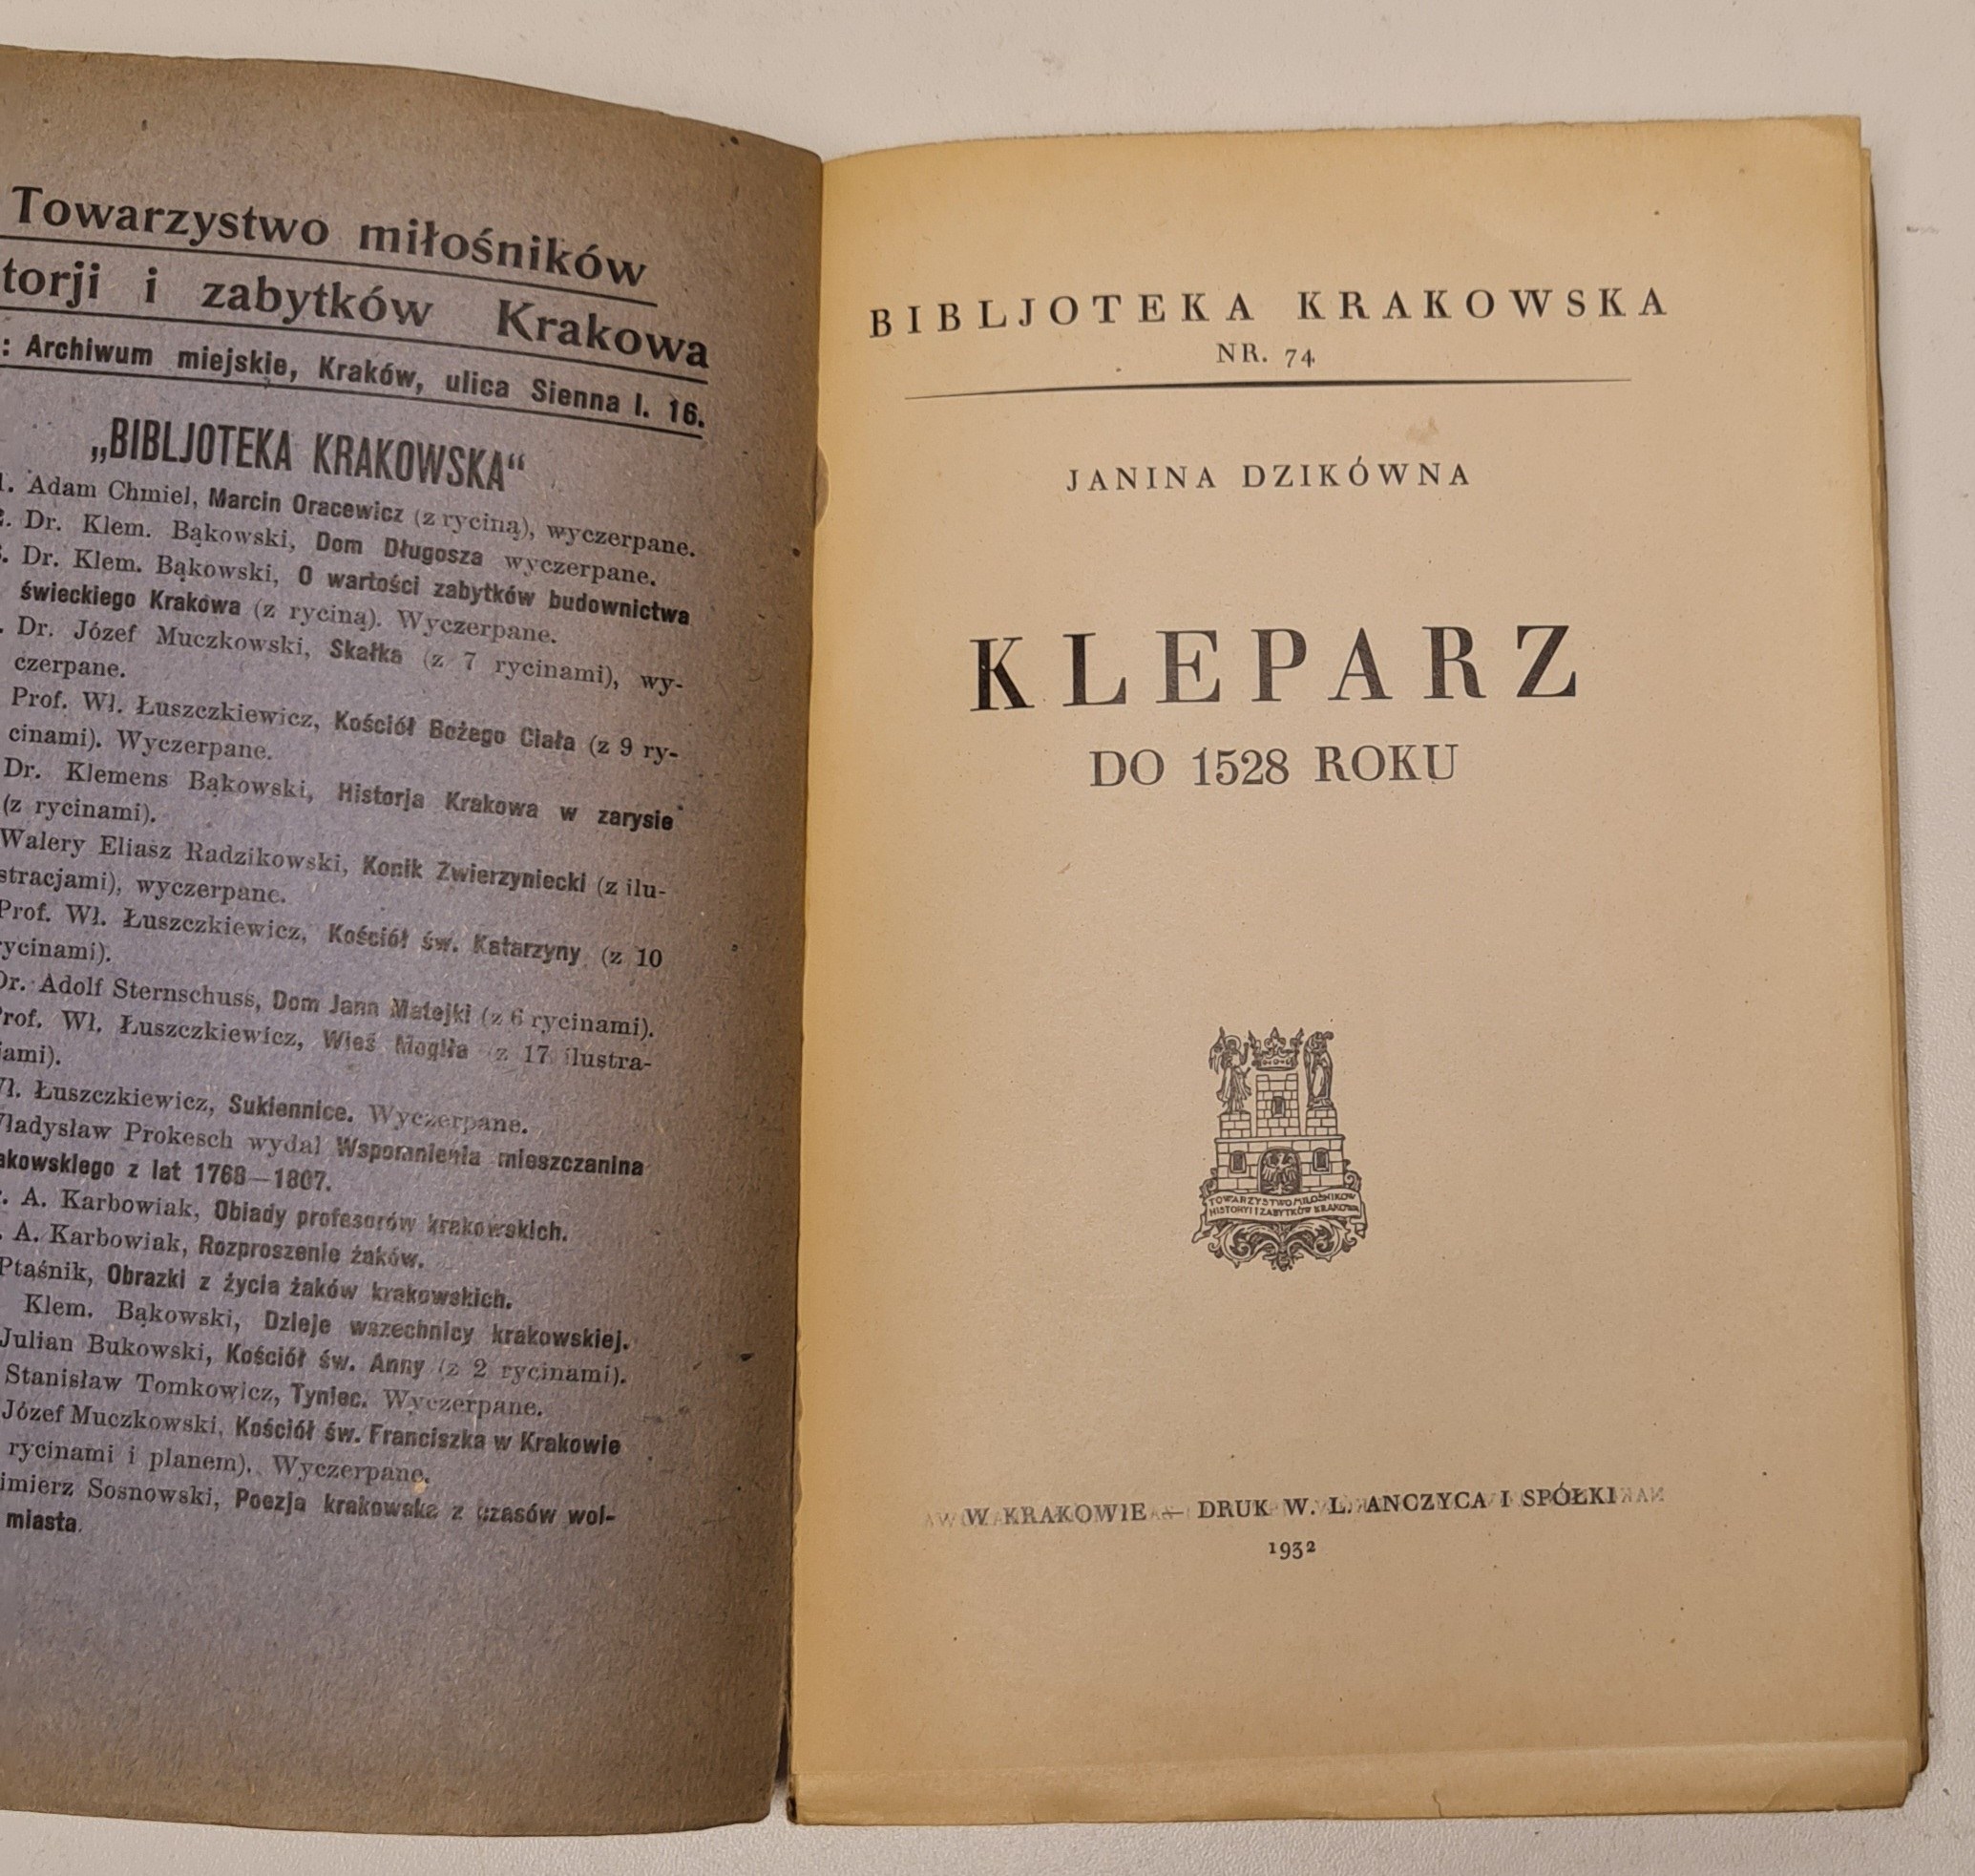 Towarzystwo miłośników
torji i zabytków Krakowa
: Archiwum miejskie, Kraków, ulica Sienna l. 16.
„BIBLJOTEKA KRAKOWSKA“
1. Adam Chmiel, Marcin Oracewicz (z ryciną), wyczerpane.
2. Dr. Klem. Bąkowski, Dom Długosza wyczerpane.
3. Dr. Klem. Bąkowski, O wartości zabytków budownictwa
świeckiego Krakowa (z ryciną). Wyczerpane.
. Dr. Józef Muczkowski, Skałka (z 7 rycinami), wy-
czerpane.
Prof. Wł. Łuszczkiewicz, Kościół Bożego Ciała (z 9 ry-
cinami). Wyczerpane.
Dr. Klemens Bąkowski, Historja Krakowa w zarysie
(z rycinami).
Walery Eliasz Radzikowski, Konik Zwierzyniecki (z ilu-
stracjami), wyczerpane.
Prof. Wł. Łuszczkiewicz, Kościół św. Katarzyny (z 10
rycinami).
Dr. Adolf Sternschuss, Dom Jana Matejki (z 6 rycinami).
Prof. Wł. Łuszczkiewicz, Wieś Mogiła (z 17 ilustra-
jami).
Wł. Łuszczkiewicz, Sukiennice. Wyczerpane.
Władysław Prokesch wydał Wspomnienia mieszczanina
akowskiego z lat 1768—1807.
. A. Karbowiak, Obiady profesorów krakowskich.
. A. Karbowiak, Rozproszenie żaków.
Ptaśnik, Obrazki z życia żaków krakowskich.
Klem. Bąkowski, Dzieje wszechnicy krakowskiej.
Julian Bukowski, Kościół św. Anny (z 2 rycinami).
Stanisław Tomkowicz, Tyniec. Wyczerpane.
Józef Muczkowski, Kościół św. Franciszka w Krakowie
rycinami i planem). Wyczerpane.
imierz Sosnowski, Poezja krakowska z czasów wol-
miasta.
BIBLJOTEKA KRAKOWSKA
NR. 74
JANINA DZIKÓWNA
KLEPARZ
DO 1528 ROKU
TOWARZYSTWO MIŁOŚNIKÓW
HISTORYI I ZABYTKÓW KRAKOWA
W KRAKOWIE — DRUK W. L. ANCZYCA I SPÓŁKI
1932